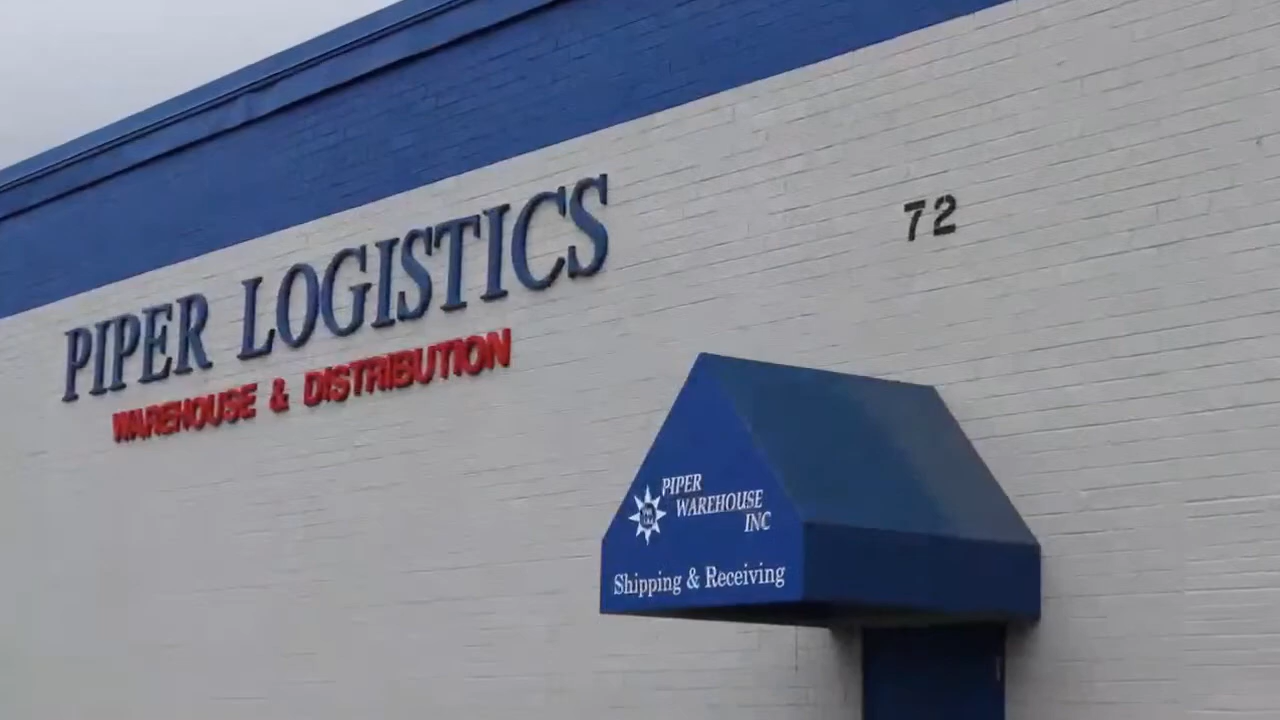 PIPER LOGISTICS
WAREHOUSE & DISTRIBUTION
72
PIPER
WAREHOUSE
INC
Shipping & Receiving